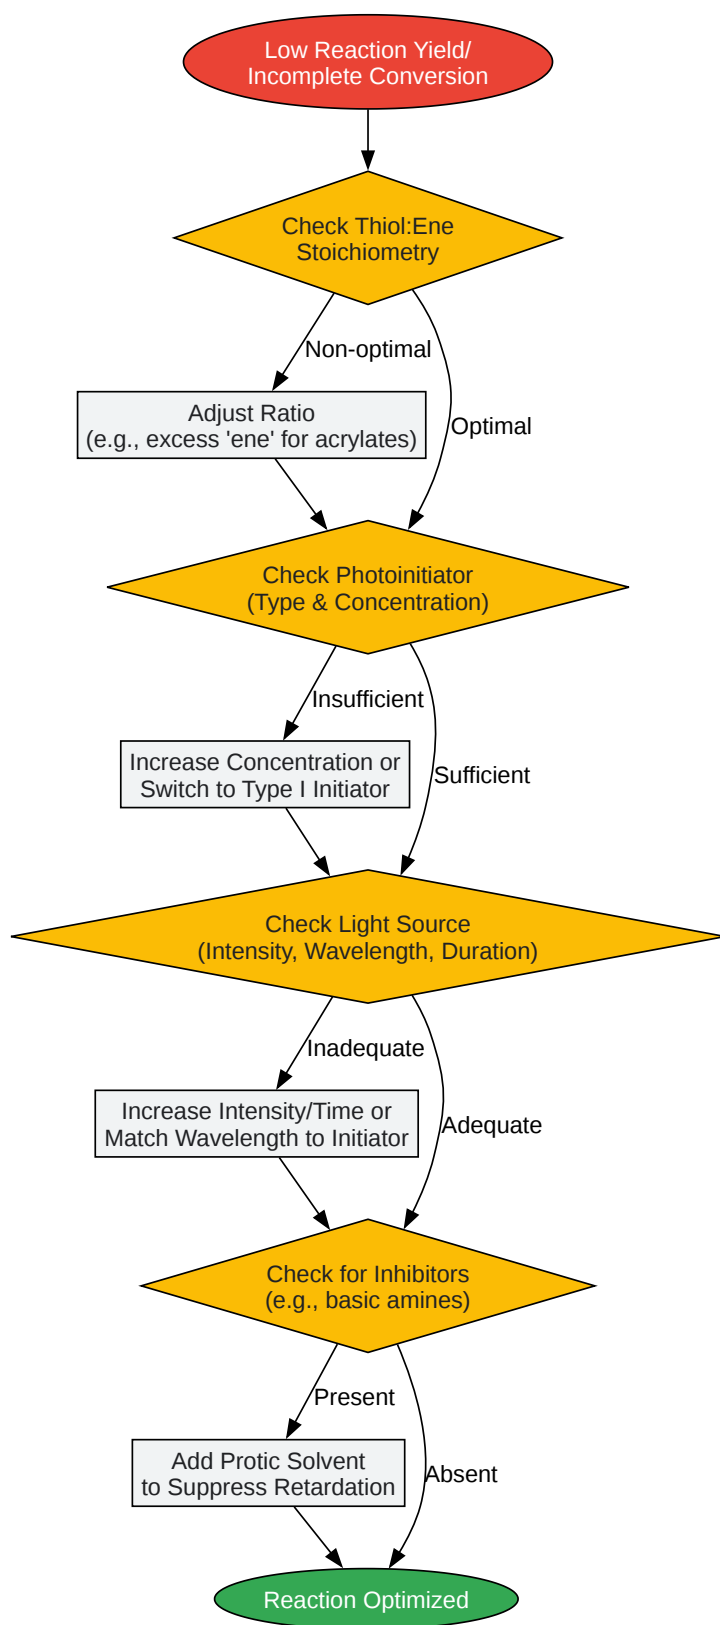 Low Reaction Yield/
Incomplete Conversion
Check Thiol:Ene
Stoichiometry
Non-optimal
Adjust Ratio
(e.g., excess 'ene' for acrylates)
Optimal
Check Photoinitiator
(Type & Concentration)
Insufficient
Increase Concentration or
Switch to Type I Initiator
Sufficient
Check Light Source
(Intensity, Wavelength, Duration)
Inadequate
Increase Intensity/Time or
Match Wavelength to Initiator
Adequate
Check for Inhibitors
(e.g., basic amines)
Present
Add Protic Solvent
to Suppress Retardation
Absent
Reaction Optimized